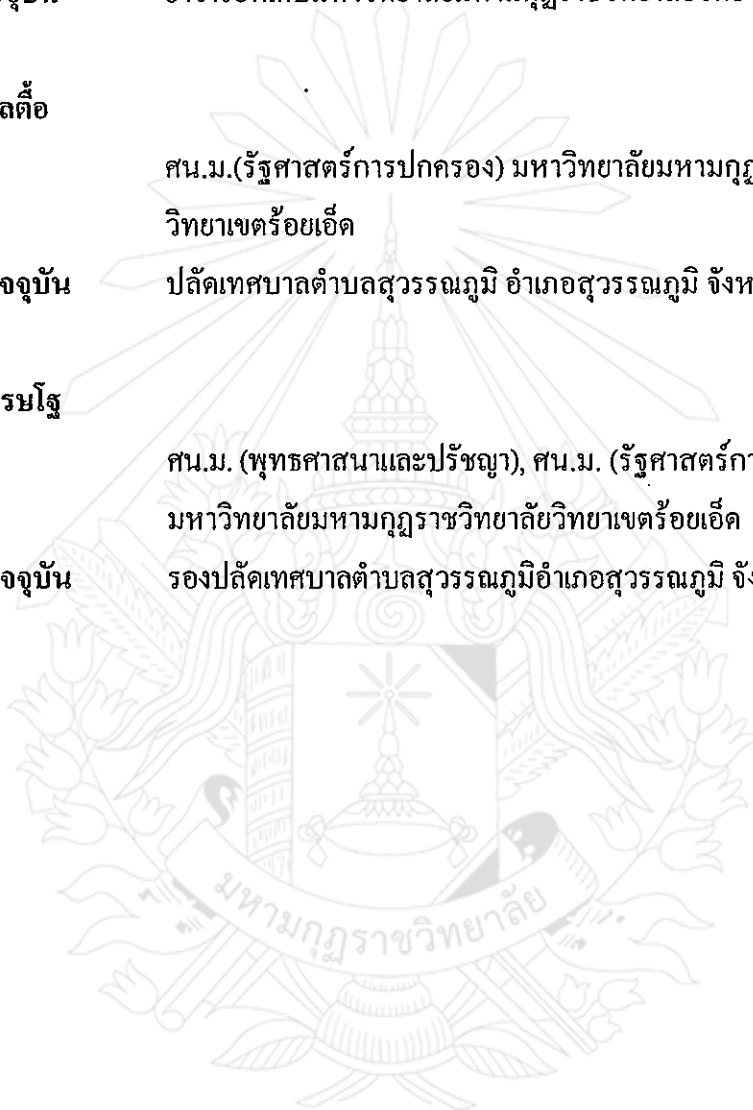 ลตื้อ
ศน.ม.(รัฐศาสตร์การปกครอง) มหาวิทยาลัยมหามกุฏ
วิทยาเขตร้อยเอ็ด
จจุบัน ปลัดเทศบาลตำบลสุวรรณภูมิ อำเภอสุวรรณภูมิ จังห
รษโฐ
ศน.ม. (พุทธศาสนาและปรัชญา), ศน.ม. (รัฐศาสตร์กา
มหาวิทยาลัยมหามกุฏราชวิทยาลัยวิทยาเขตร้อยเอ็ด
จจุบัน รองปลัดเทศบาลตำบลสุวรรณภูมิอำเภอสุวรรณภูมิ จัง
มหามกุฏราชวิทยาลัย